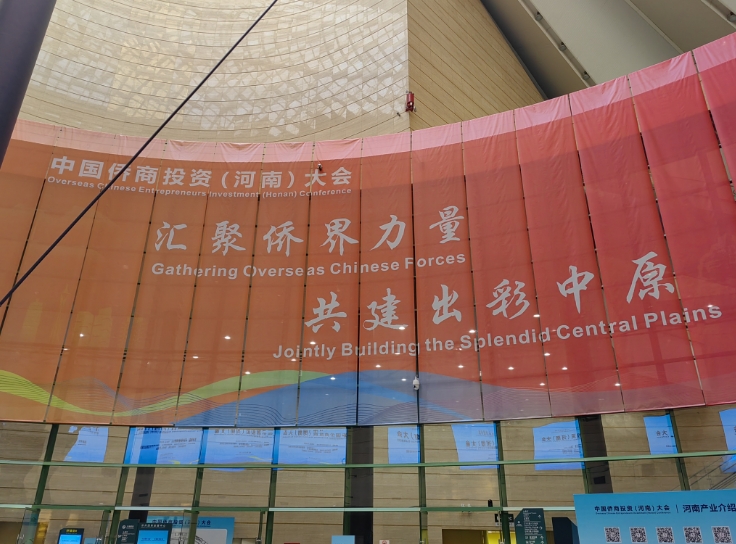 中国侨商投资（河南）大会
Overseas Chinese Entrepreneurs Investment (Henan) Conference
汇聚侨界力量
Gathering Overseas Chinese Forces
共建出彩中原
Jointly Building the Splendid Central Plains
中国侨商投资（河南）大会 | 河南产业介绍